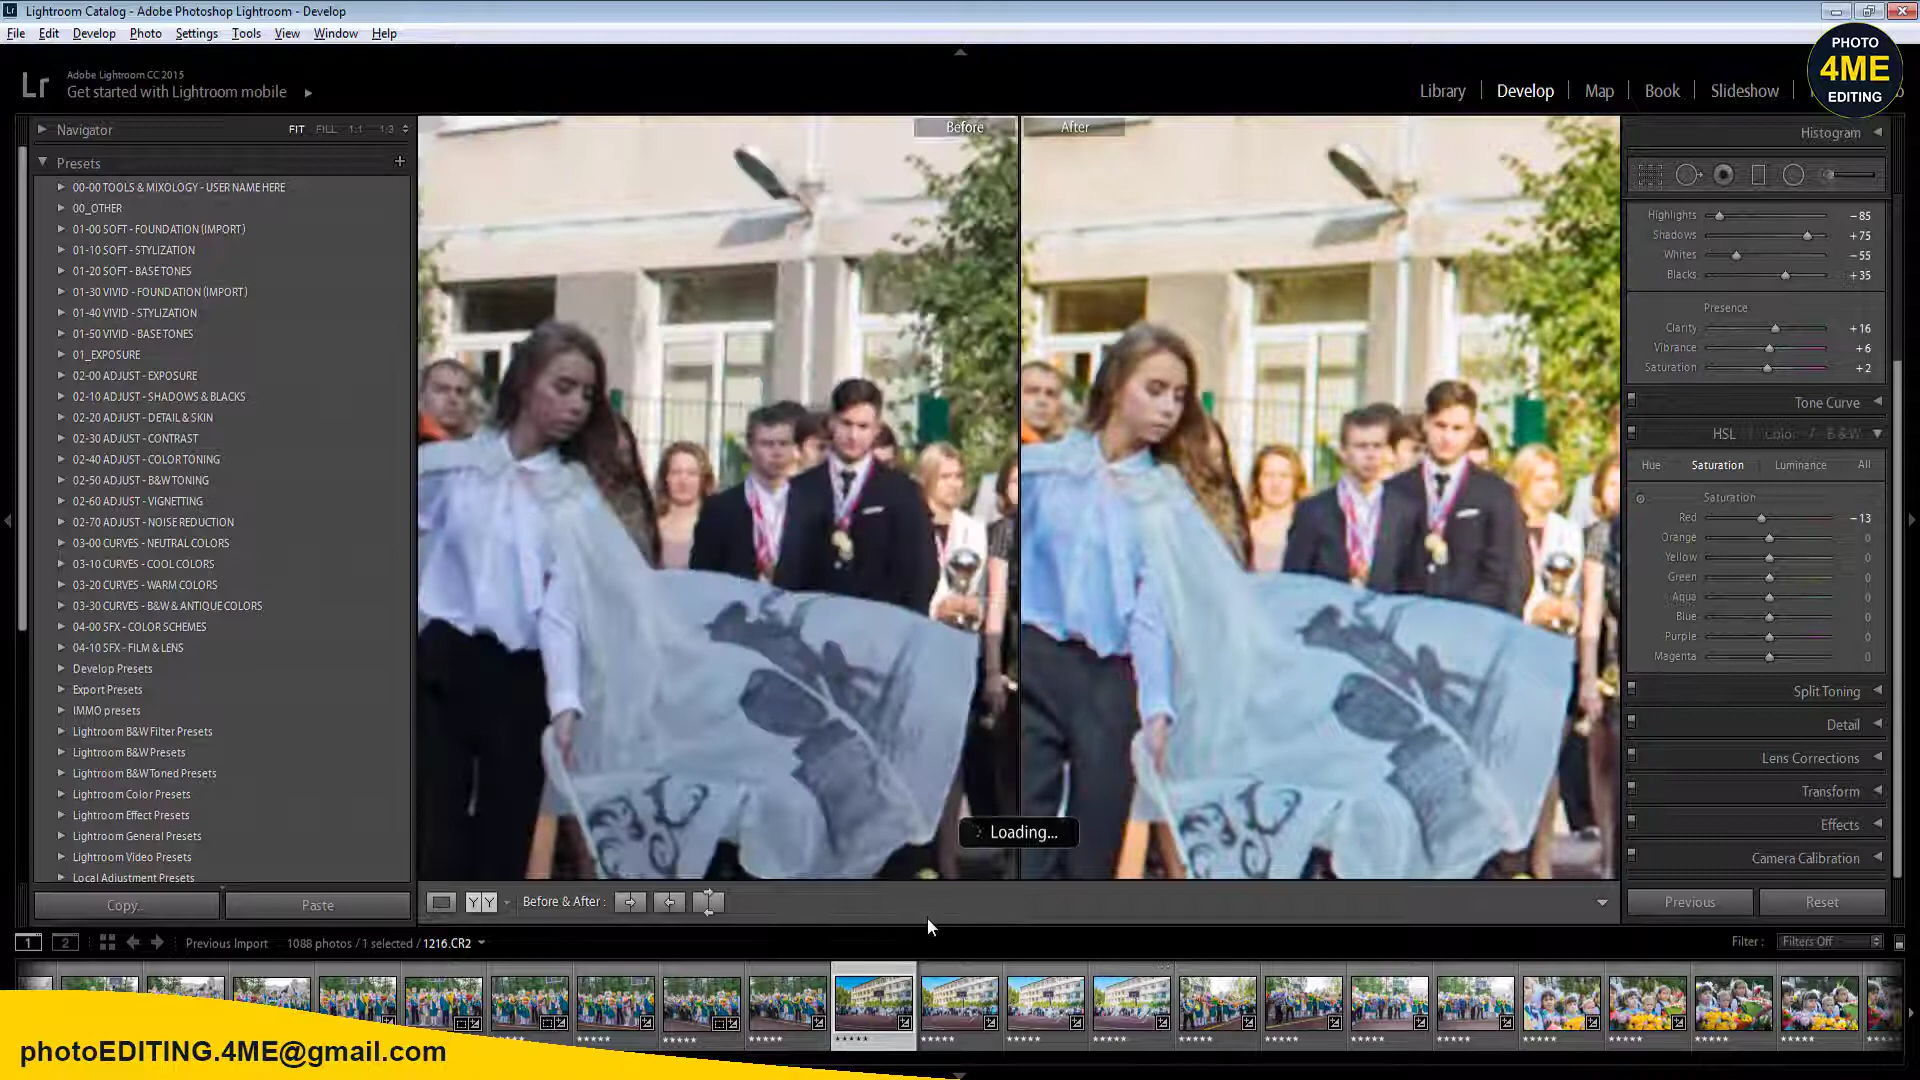 Lightroom Catalog - Adobe Photoshop Lightroom - Develop
File Edit Develop Photo Settings Tools View Window Help
PHOTO
4ME
EDITING
Lr
Adobe Lightroom CC 2015
Get started with Lightroom mobile
Library Develop Map Book Slideshow
Navigator FIT FILL 1:1 1:3
Presets +
00-00 TOOLS & MIXOLOGY - USER NAME HERE
00_OTHER
01-00 SOFT - FOUNDATION (IMPORT)
01-10 SOFT - STYLIZATION
01-20 SOFT - BASE TONES
01-30 VIVID - FOUNDATION (IMPORT)
01-40 VIVID - STYLIZATION
01-50 VIVID - BASE TONES
01_EXPOSURE
02-00 ADJUST - EXPOSURE
02-10 ADJUST - SHADOWS & BLACKS
02-20 ADJUST - DETAIL & SKIN
02-30 ADJUST - CONTRAST
02-40 ADJUST - COLOR TONING
02-50 ADJUST - B&W TONING
02-60 ADJUST - VIGNETTING
02-70 ADJUST - NOISE REDUCTION
03-00 CURVES - NEUTRAL COLORS
03-10 CURVES - COOL COLORS
03-20 CURVES - WARM COLORS
03-30 CURVES - B&W & ANTIQUE COLORS
04-00 SFX - COLOR SCHEMES
04-10 SFX - FILM & LENS
Develop Presets
Export Presets
IMMO presets
Lightroom B&W Filter Presets
Lightroom B&W Presets
Lightroom B&W Toned Presets
Lightroom Color Presets
Lightroom Effect Presets
Lightroom General Presets
Lightroom Video Presets
Local Adjustment Presets
Copy... Paste
Before After
Loading...
Before & After :
Histogram
Highlights -85
Shadows +75
Whites -55
Blacks +35
Presence
Clarity +16
Vibrance +6
Saturation +2
Tone Curve
HSL / Color / B&W
Hue Saturation Luminance All
Saturation
Red -13
Orange 0
Yellow 0
Green 0
Aqua 0
Blue 0
Purple 0
Magenta 0
Split Toning
Detail
Lens Corrections
Transform
Effects
Camera Calibration
Previous Reset
1 2 Previous Import 1088 photos / 1 selected / 1216.CR2
Filter : Filters Off
photoEDITING.4ME@gmail.com